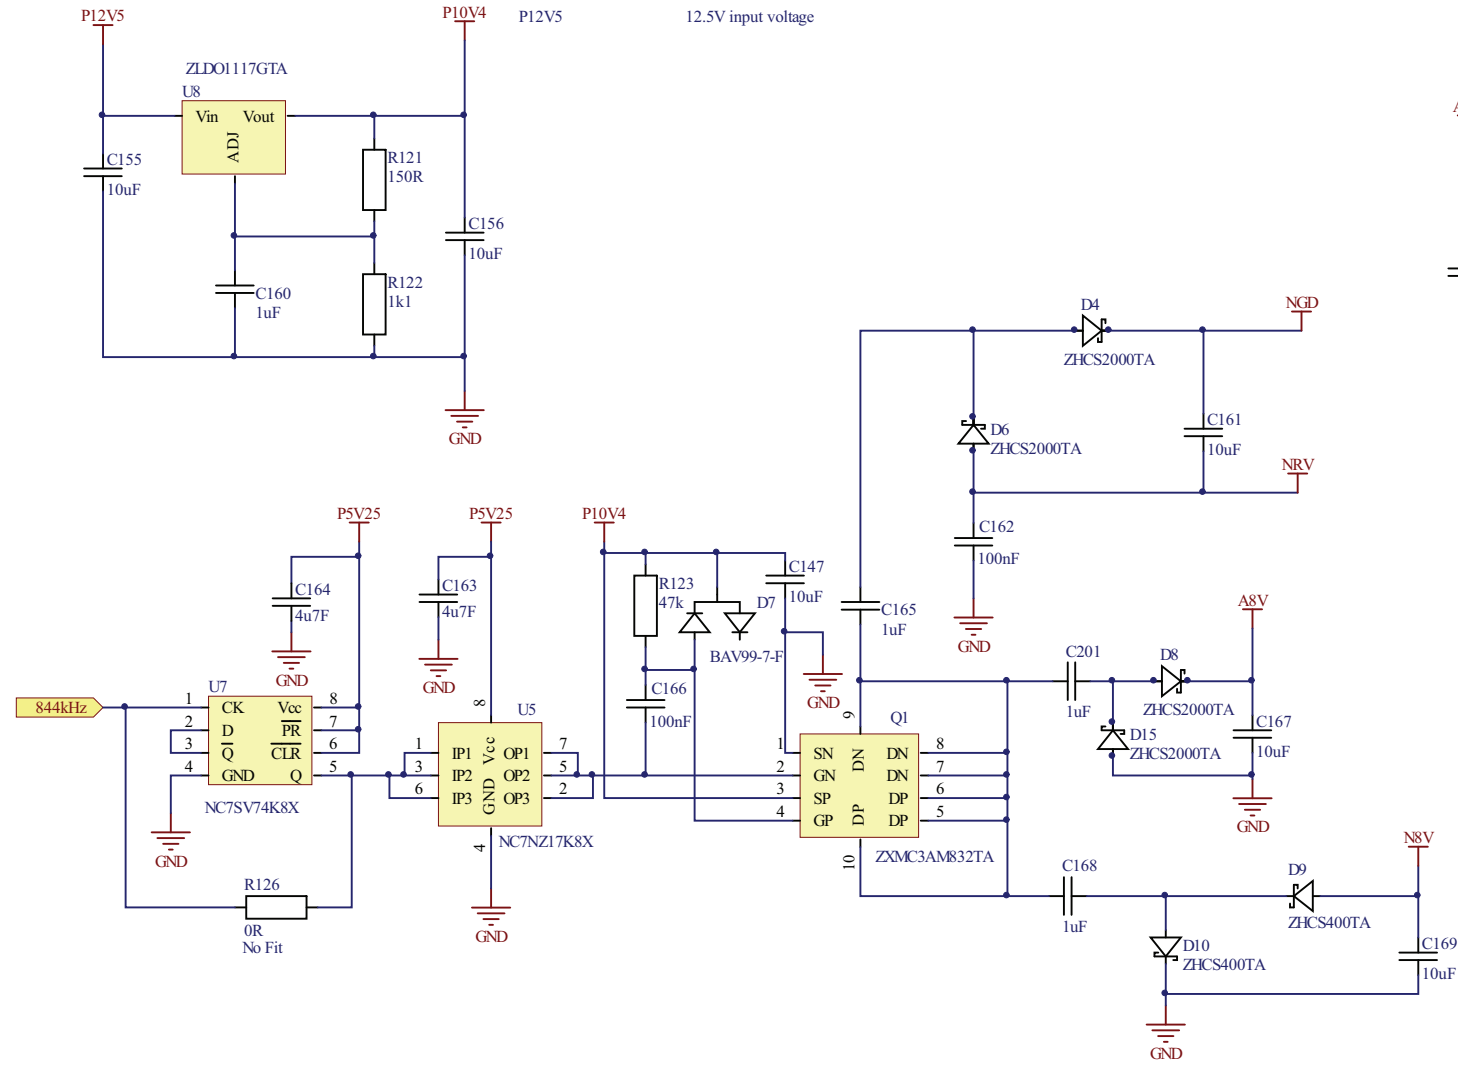 P12V5
P10V4
P12V5
12.5V input voltage
ZLDO1117GTA
U8
Vin
Vout
ADJ
C155
10uF
R121
150R
C156
10uF
C160
1uF
R122
1k1
GND
D4
ZHCS2000TA
NGD
D6
ZHCS2000TA
C161
10uF
NRV
C162
100nF
GND
P5V25
P5V25
P10V4
C164
4u7F
GND
C163
4u7F
GND
R123
47k
D7
BAV99-7-F
C147
10uF
GND
C166
100nF
C165
1uF
844kHz
U7
1
CK
Vcc
8
2
D
PR
7
3
Q
CLR
6
4
GND
Q
5
NC7SV74K8X
GND
R126
0R
No Fit
U5
8
1
IP1
Vcc
OP1
7
3
IP2
OP2
5
6
IP3
GND
OP3
2
4
NC7NZ17K8X
GND
Q1
9
1
SN
DN
DN
8
2
GN
DN
7
3
SP
DP
6
4
GP
DP
DP
5
10
ZXMC3AM832TA
C201
1uF
D8
ZHCS2000TA
A8V
D15
ZHCS2000TA
C167
10uF
GND
C168
1uF
D9
ZHCS400TA
N8V
D10
ZHCS400TA
C169
10uF
GND